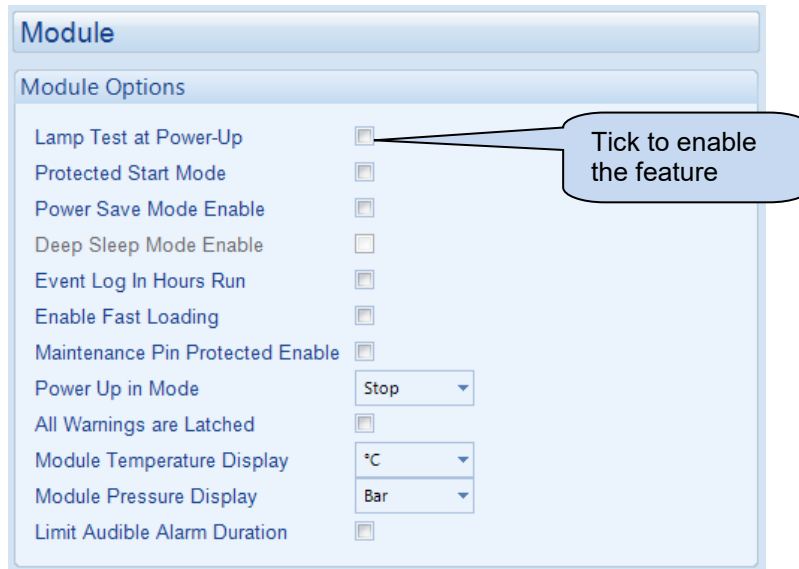 Module
Module Options
Lamp Test at Power-Up
Tick to enable
the feature
Protected Start Mode
Power Save Mode Enable
Deep Sleep Mode Enable
Event Log In Hours Run
Enable Fast Loading
Maintenance Pin Protected Enable
Power Up in Mode Stop
All Warnings are Latched
Module Temperature Display °C
Module Pressure Display Bar
Limit Audible Alarm Duration